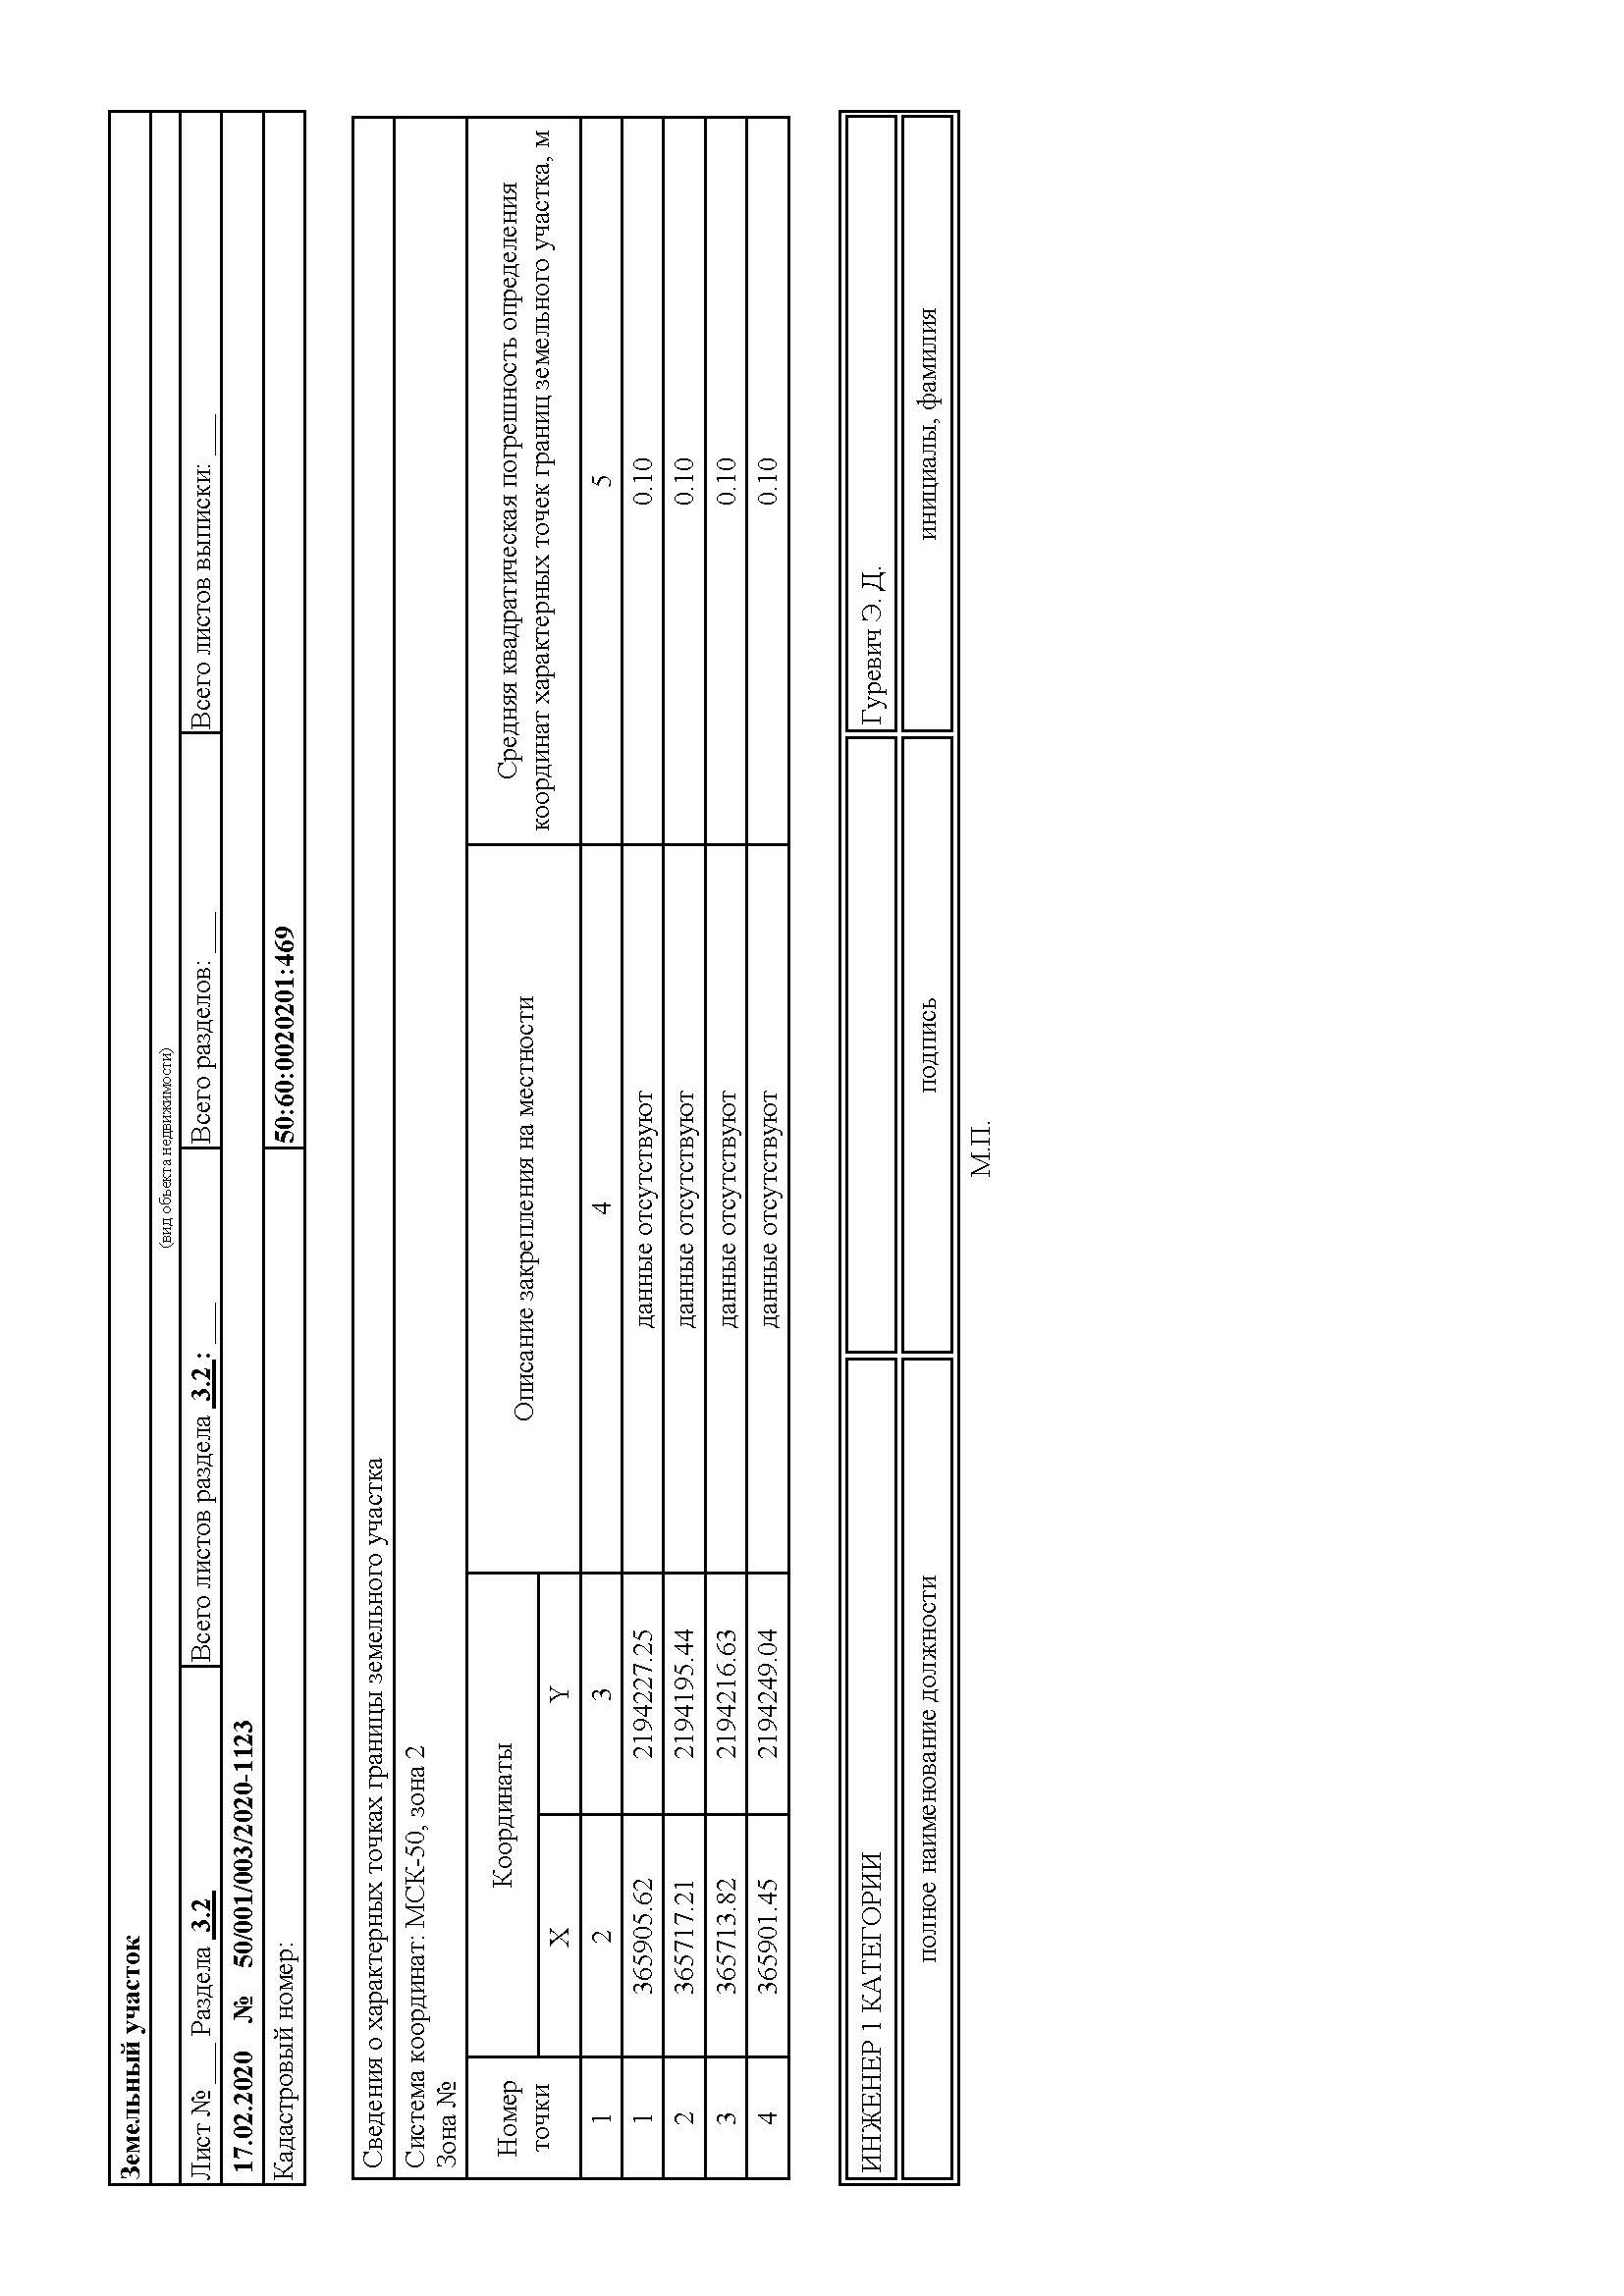 Земельный участок
(вид объекта недвижимости)
Лист № ___ Раздела 3.2 Всего листов раздела 3.2 : ___ Всего разделов: ___ Всего листов выписки: ___
17.02.2020 № 50/001/003/2020-1123
Кадастровый номер: 50:60:0020201:469
Сведения о характерных точках границы земельного участка
Система координат: МСК-50, зона 2
Зона №
Номер точки Координаты Описание закрепления на местности Средняя квадратическая погрешность определения координат характерных точек границ земельного участка, м
X Y
1 2 3 4 5
1 365905.62 2194227.25 данные отсутствуют 0.10
2 365717.21 2194195.44 данные отсутствуют 0.10
3 365713.82 2194216.63 данные отсутствуют 0.10
4 365901.45 2194249.04 данные отсутствуют 0.10
ИНЖЕНЕР 1 КАТЕГОРИИ Гуревич Э. Д.
полное наименование должности подпись инициалы, фамилия
М.П.